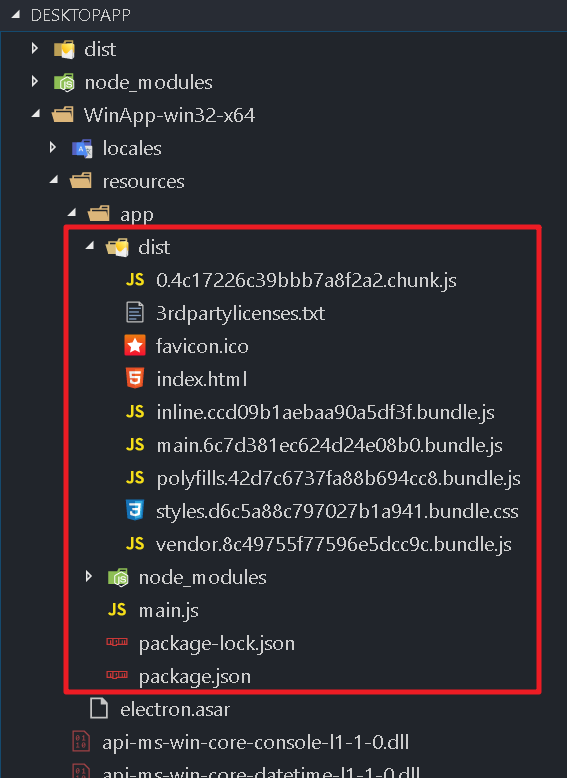 DESKTOPAPP
dist
node_modules
WinApp-win32-x64
locales
resources
app
dist
JS 0.4c17226c39bbb7a8f2a2.chunk.js
3rdpartylicenses.txt
favicon.ico
index.html
JS inline.ccd09b1aebaa90a5df3f.bundle.js
JS main.6c7d381ec624d24e08b0.bundle.js
JS polyfills.42d7c6737fa88b694cc8.bundle.js
styles.d6c5a88c797027b1a941.bundle.css
JS vendor.8c49755f77596e5dcc9c.bundle.js
node_modules
JS main.js
package-lock.json
package.json
electron.asar
api-ms-win-core-console-l1-1-0.dll
api-ms-win-core-datetime-l1-1-0.dll